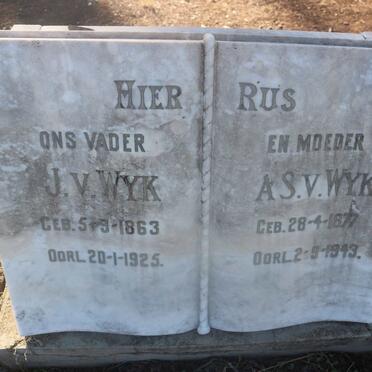 HIER RUS
ONS VADER
J. V. WYK
GEB. 5-9-1863
OORL. 20-1-1925.
EN MOEDER
A.S.V. WYK
GEB. 28-4-1877
OORL. 2-9-1943.